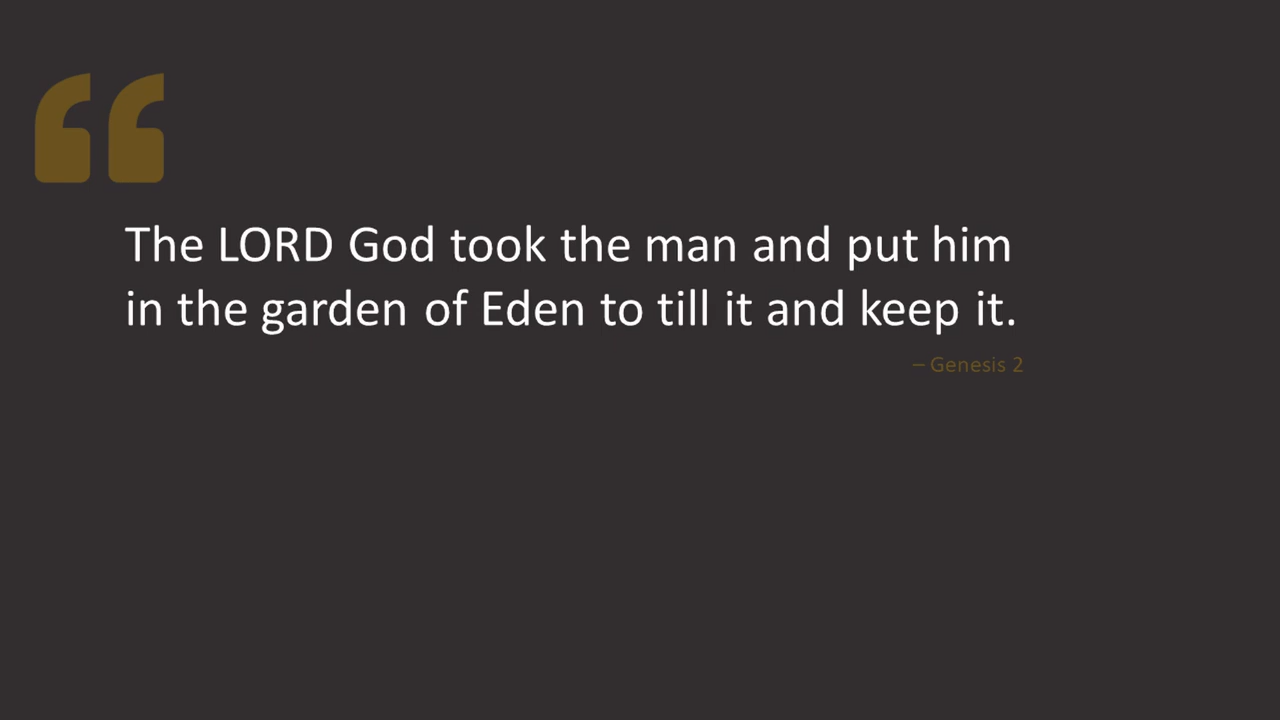 “
The LORD God took the man and put him
in the garden of Eden to till it and keep it.
– Genesis 2